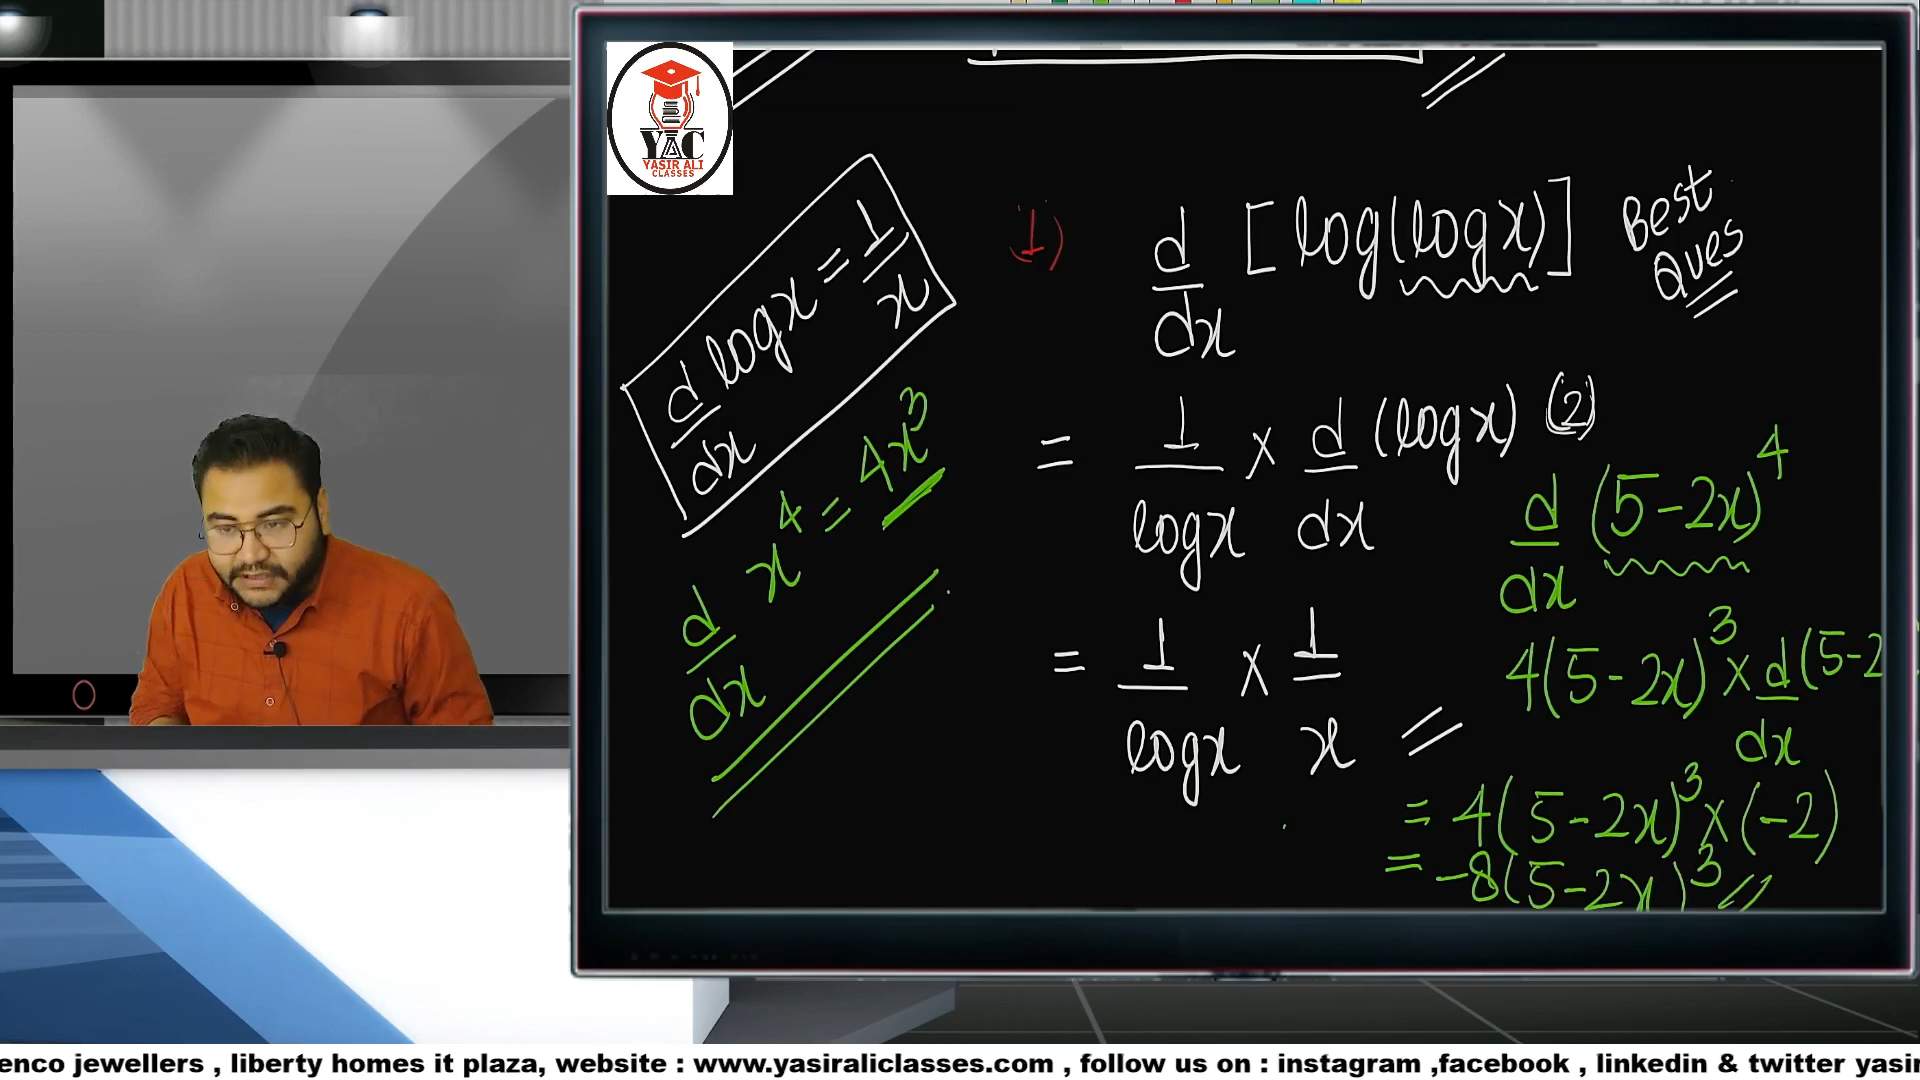 YAC
YASIR ALI
CLASSES
d/dx log x = 1/x
d/dx x⁴ = 4x³
(1) d/dx [log(log x)] Best
Ques
= 1/log x × d/dx (log x)
= 1/log x × 1/x
(2)
d/dx (5-2x)⁴
4(5-2x)³ × d/dx (5-2
= 4(5-2x)³ × (-2)
= -8(5-2x)³
enco jewellers , liberty homes it plaza, website : www.yasiraliclasses.com , follow us on : instagram ,facebook , linkedin & twitter yasir